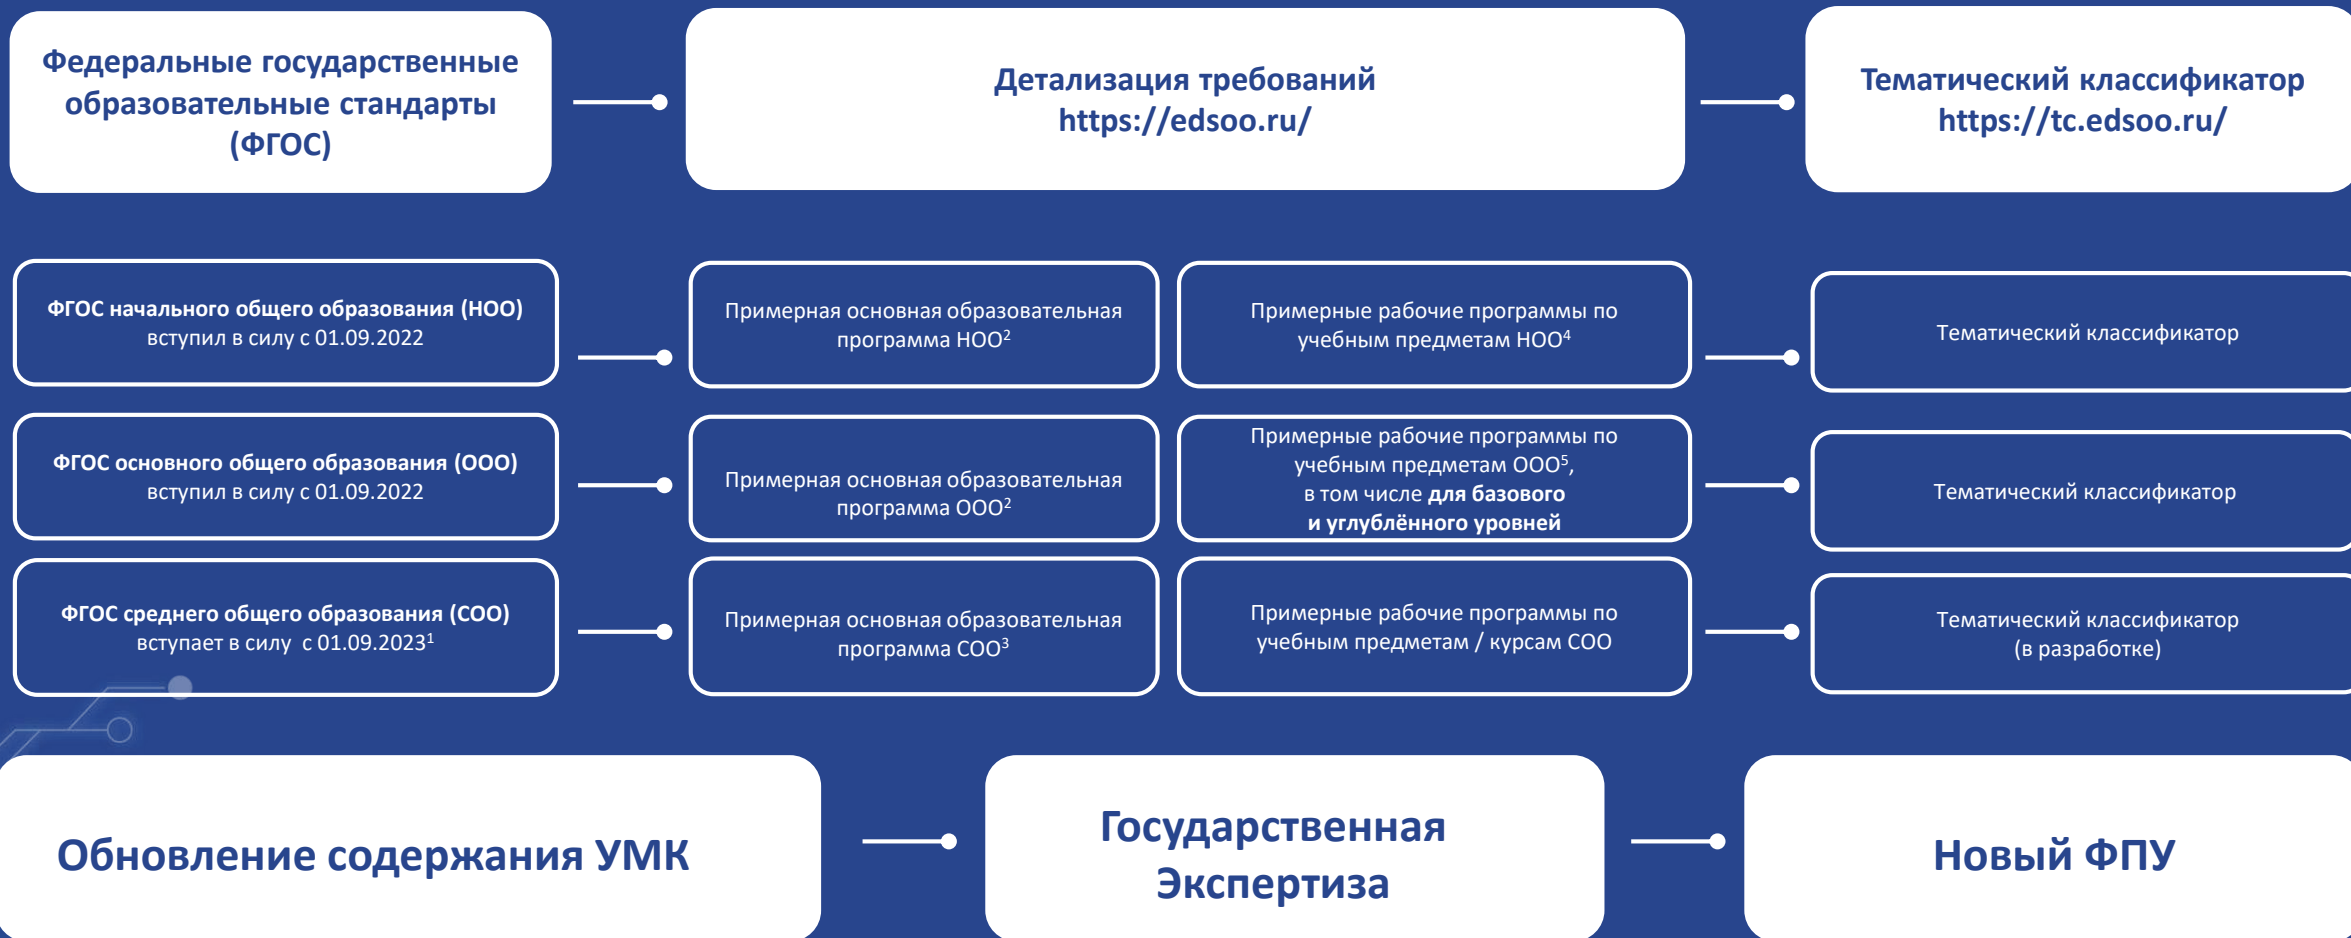 Федеральные государственные
образовательные стандарты
(ФГОС)
Детализация требований
https://edsoo.ru/
Тематический классификатор
https://tc.edsoo.ru/
ФГОС начального общего образования (НОО)
вступил в силу с 01.09.2022
Примерная основная образовательная
программа НОО²
Примерные рабочие программы по
учебным предметам НОО⁴
Тематический классификатор
ФГОС основного общего образования (ООО)
вступил в силу с 01.09.2022
Примерная основная образовательная
программа ООО²
Примерные рабочие программы по
учебным предметам ООО⁵,
в том числе для базового
и углублённого уровней
Тематический классификатор
ФГОС среднего общего образования (СОО)
вступает в силу с 01.09.2023¹
Примерная основная образовательная
программа СОО³
Примерные рабочие программы по
учебным предметам / курсам СОО
Тематический классификатор
(в разработке)
Обновление содержания УМК
Государственная
Экспертиза
Новый ФПУ